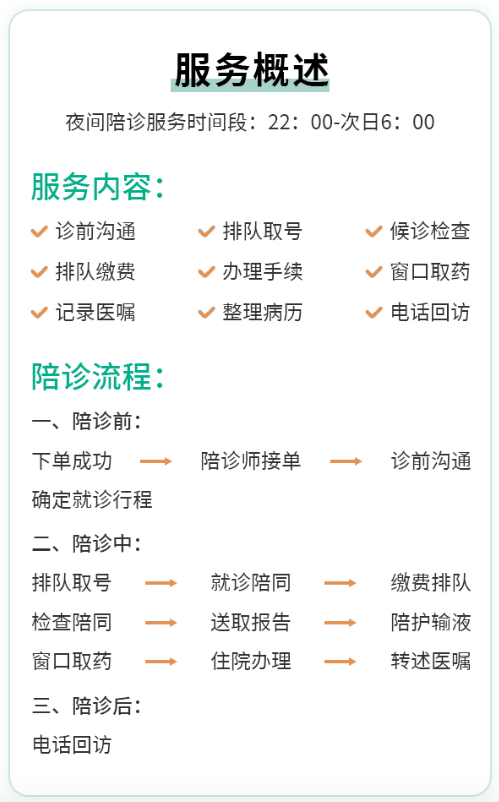 服务概述
夜间陪诊服务时间段：22：00-次日6：00
服务内容：
诊前沟通 排队取号 候诊检查
排队缴费 办理手续 窗口取药
记录医嘱 整理病历 电话回访
陪诊流程：
一、陪诊前：
下单成功 陪诊师接单 诊前沟通
确定就诊行程
二、陪诊中：
排队取号 就诊陪同 缴费排队
检查陪同 送取报告 陪护输液
窗口取药 住院办理 转述医嘱
三、陪诊后：
电话回访